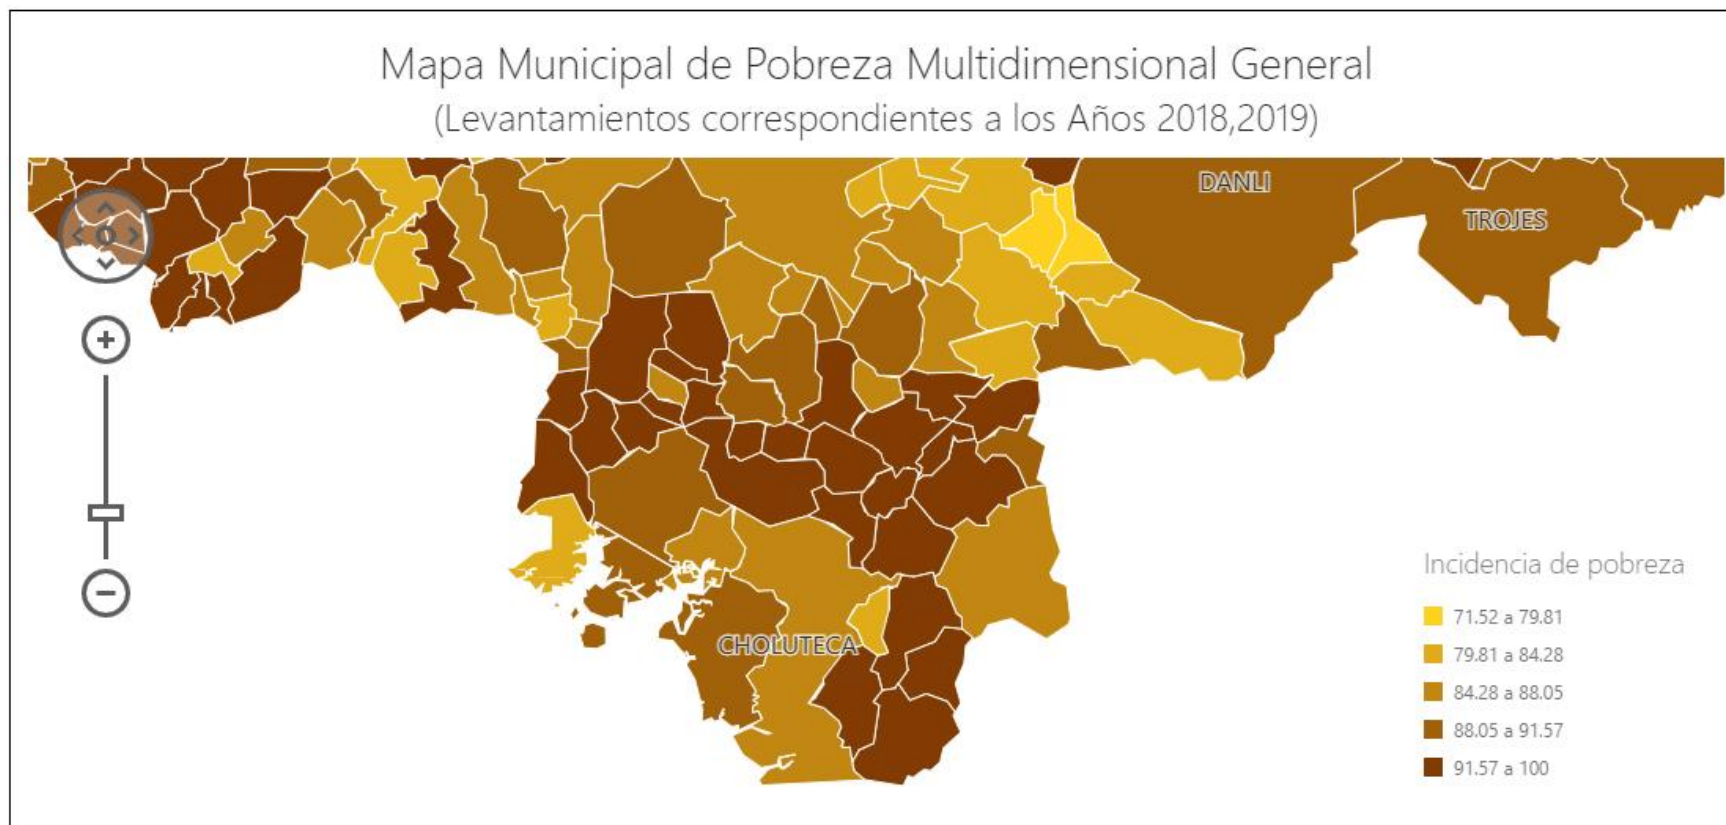 Mapa Municipal de Pobreza Multidimensional General
(Levantamientos correspondientes a los Años 2018,2019)
DANLI
TROJES
CHOLUTECA
Incidencia de pobreza
71.52 a 79.81
79.81 a 84.28
84.28 a 88.05
88.05 a 91.57
91.57 a 100